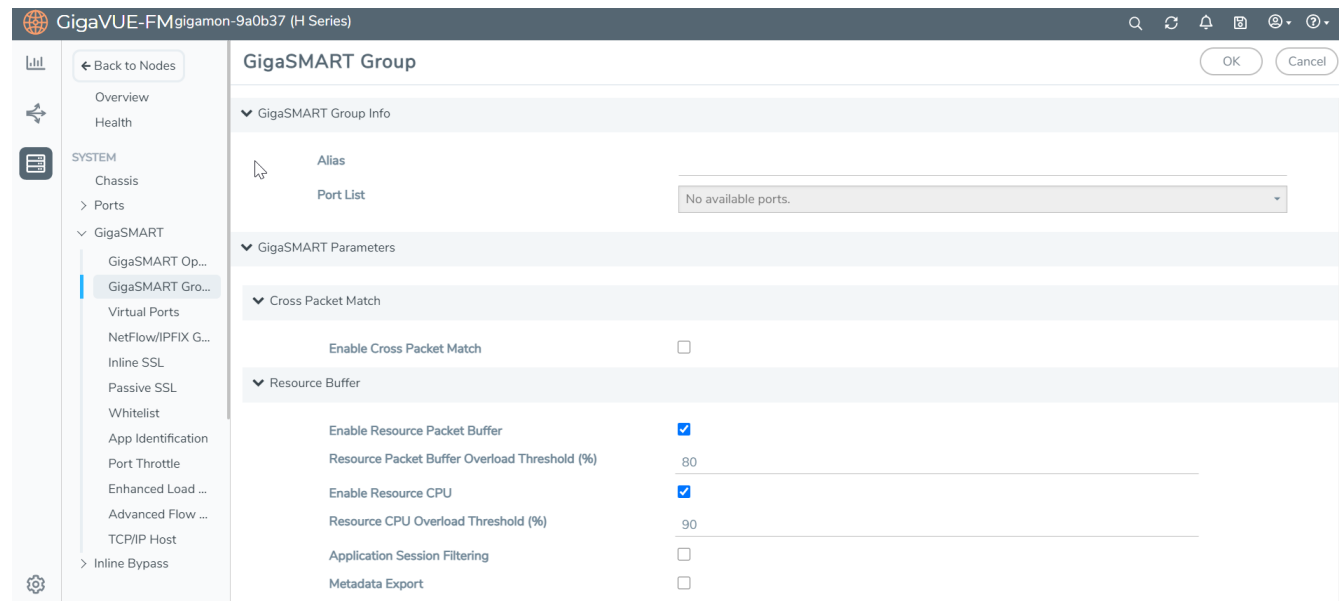 GigaVUE-FM gigamon-9a0b37 (H Series)
Back to Nodes
Overview
Health
SYSTEM
Chassis
Ports
GigaSMART
GigaSMART Op...
GigaSMART Gro...
Virtual Ports
NetFlow/IPFIX G...
Inline SSL
Passive SSL
Whitelist
App Identification
Port Throttle
Enhanced Load ...
Advanced Flow ...
TCP/IP Host
Inline Bypass
GigaSMART Group
OK
Cancel
GigaSMART Group Info
Alias
Port List
No available ports.
GigaSMART Parameters
Cross Packet Match
Enable Cross Packet Match
Resource Buffer
Enable Resource Packet Buffer
Resource Packet Buffer Overload Threshold (%)
80
Enable Resource CPU
Resource CPU Overload Threshold (%)
90
Application Session Filtering
Metadata Export